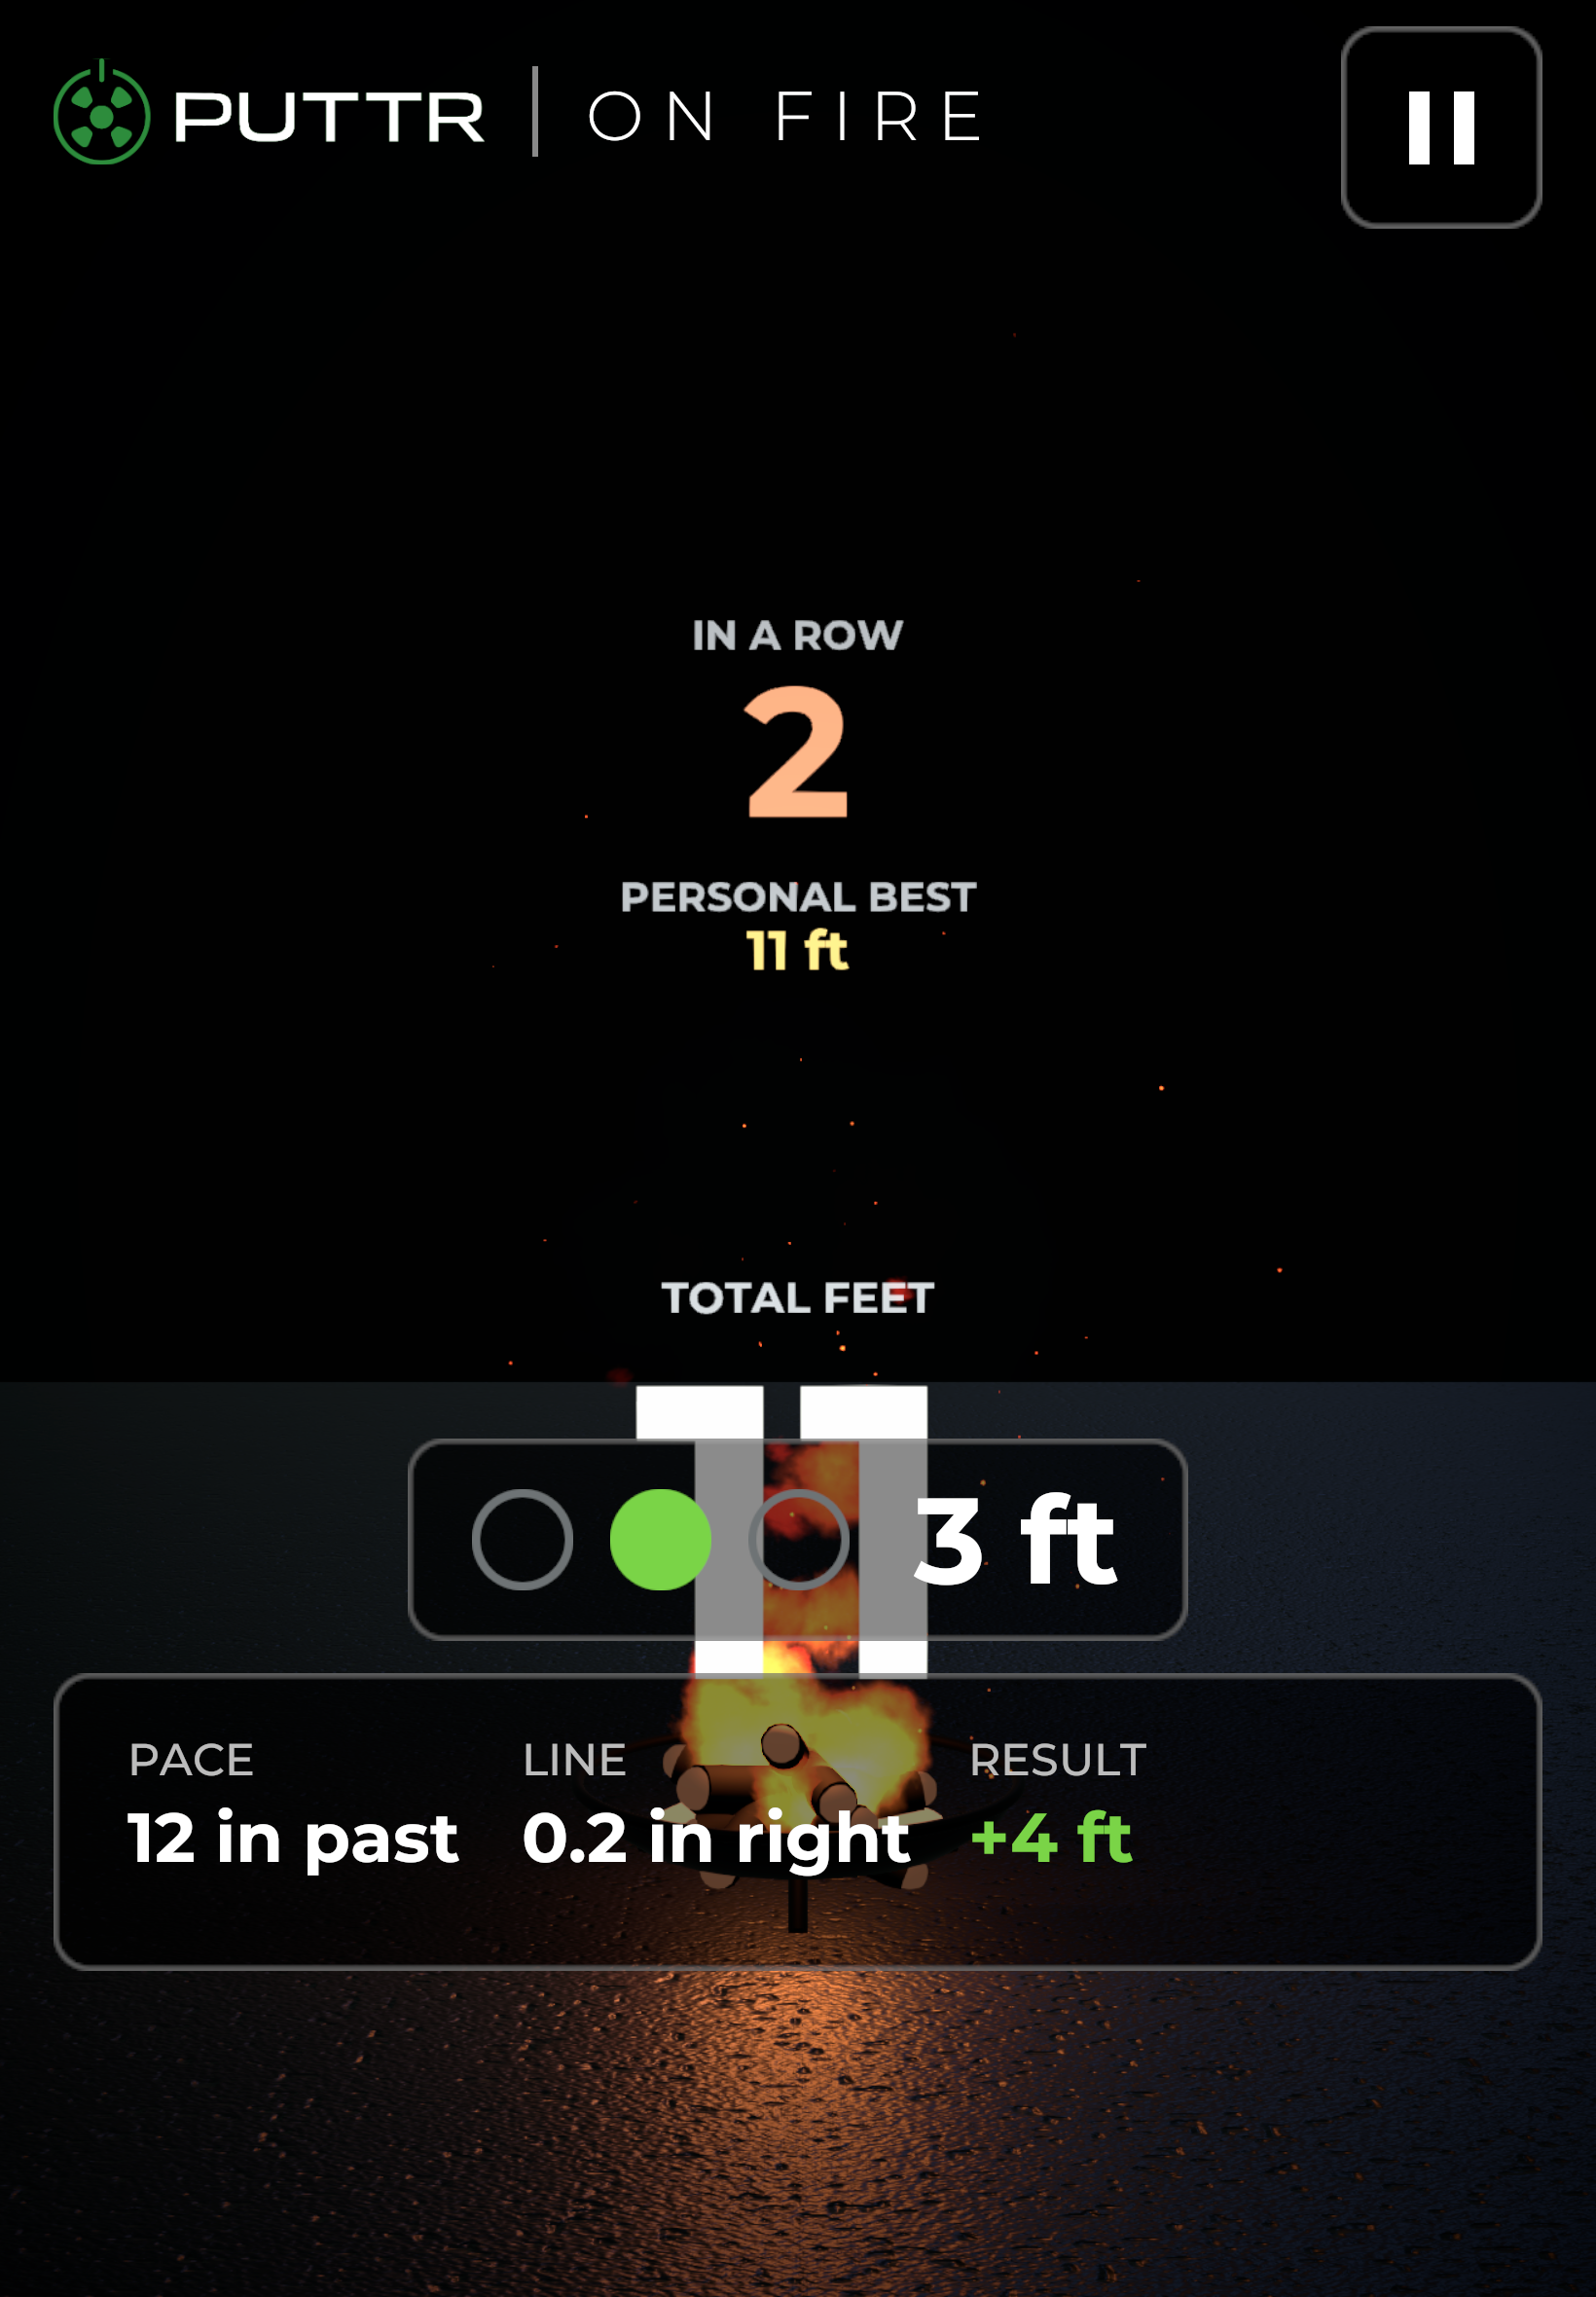 PUTTR | ON FIRE
IN A ROW
2
PERSONAL BEST
11 ft
TOTAL FEET
11
3 ft
PACE LINE RESULT
12 in past 0.2 in right +4 ft